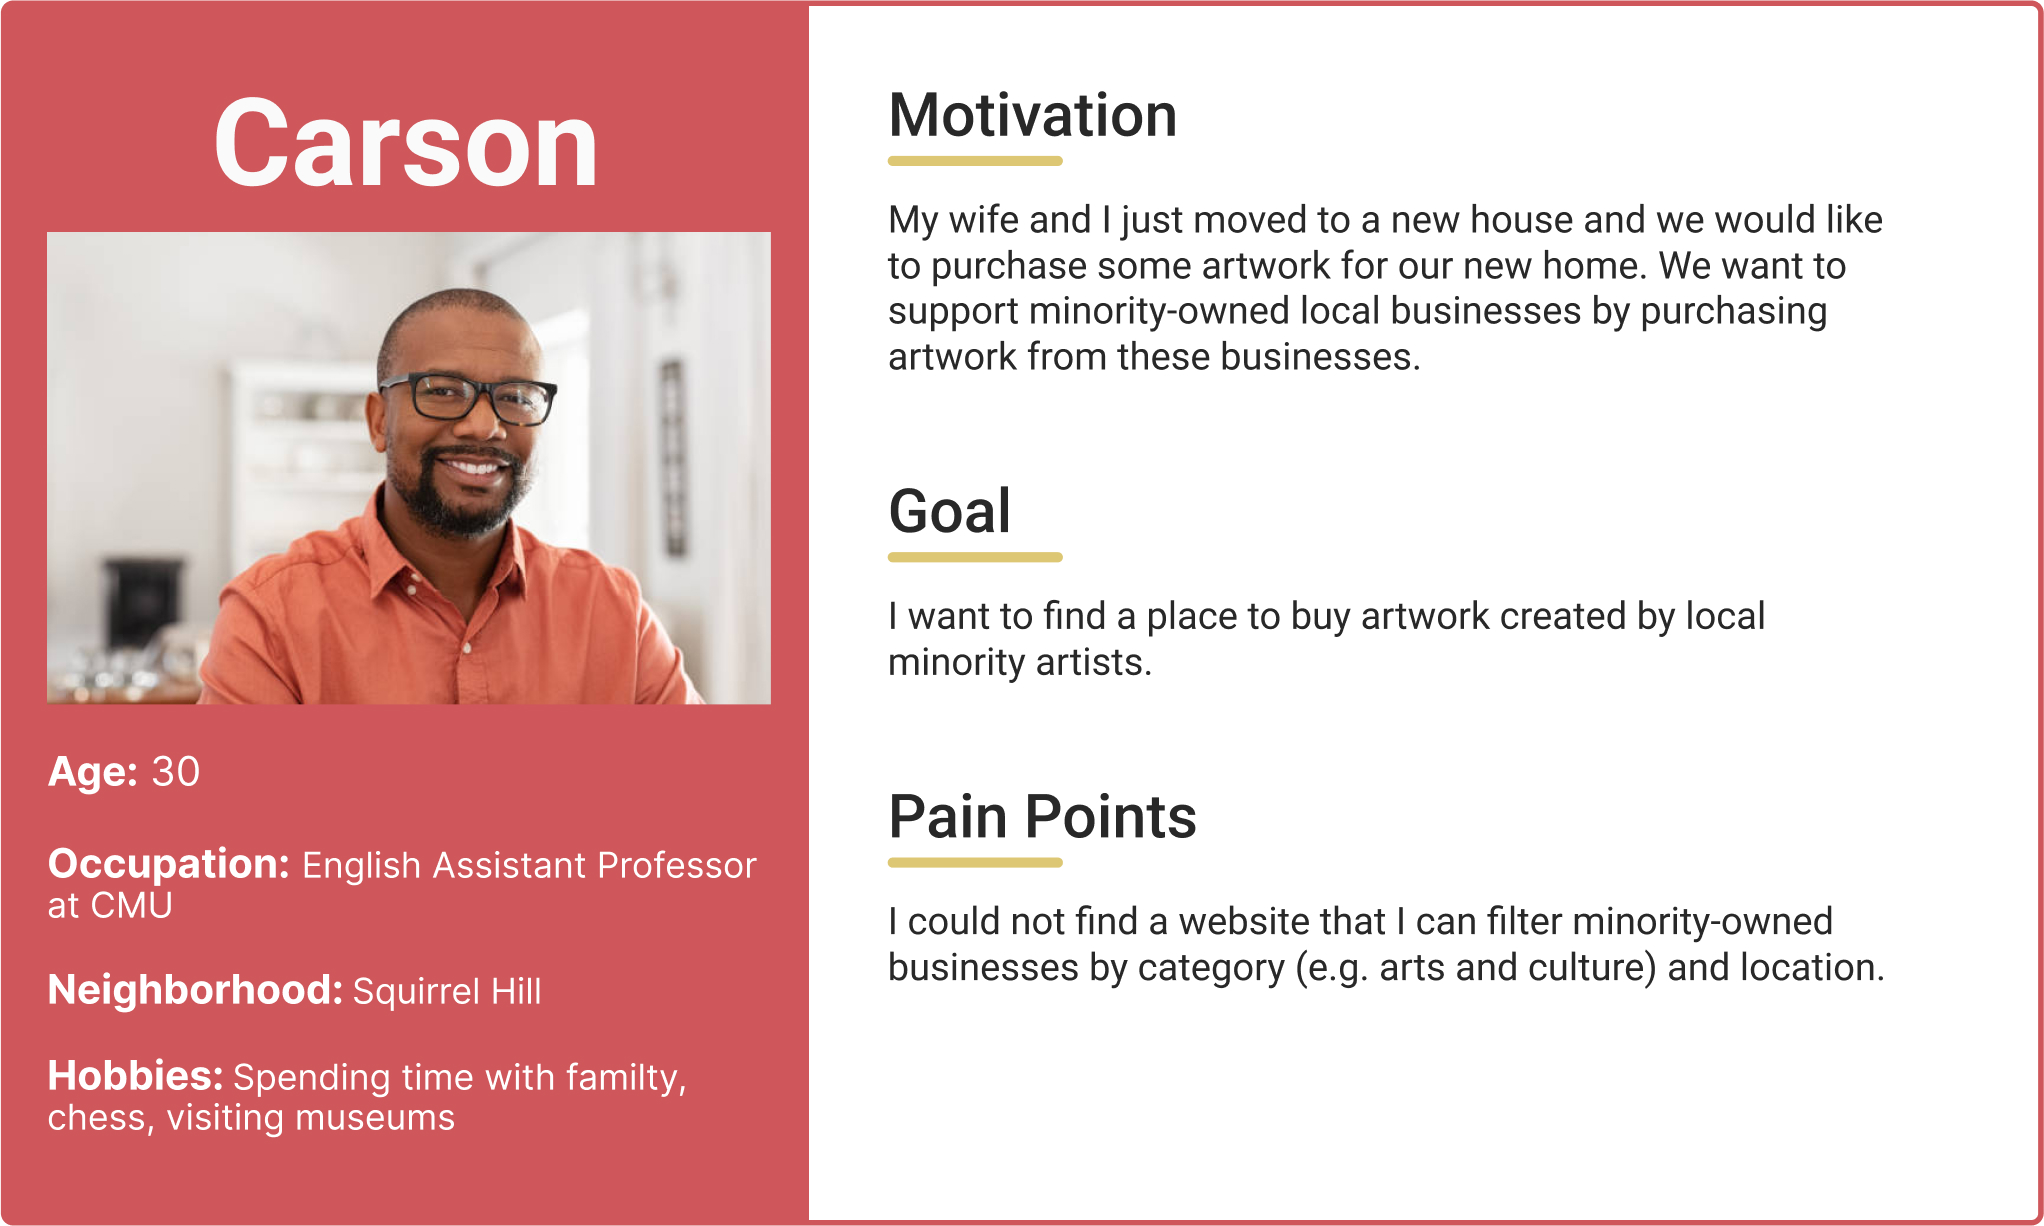 Carson
Age: 30
Occupation: English Assistant Professor
at CMU
Neighborhood: Squirrel Hill
Hobbies: Spending time with familty,
chess, visiting museums
Motivation
My wife and I just moved to a new house and we would like
to purchase some artwork for our new home. We want to
support minority-owned local businesses by purchasing
artwork from these businesses.
Goal
I want to find a place to buy artwork created by local
minority artists.
Pain Points
I could not find a website that I can filter minority-owned
businesses by category (e.g. arts and culture) and location.